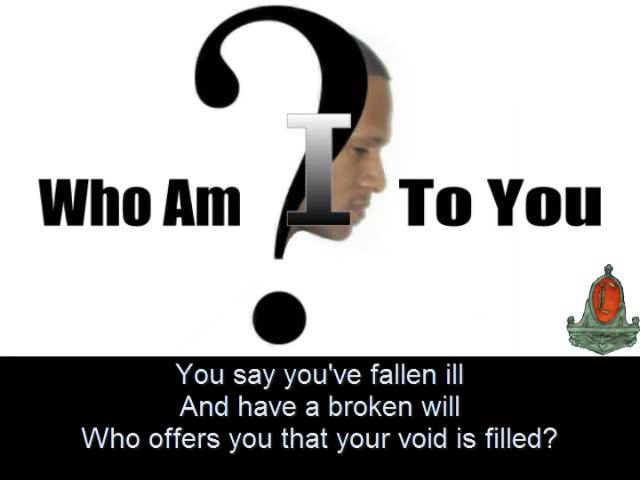 Who Am I To You
You say you've fallen ill
And have a broken will
Who offers you that your void is filled?